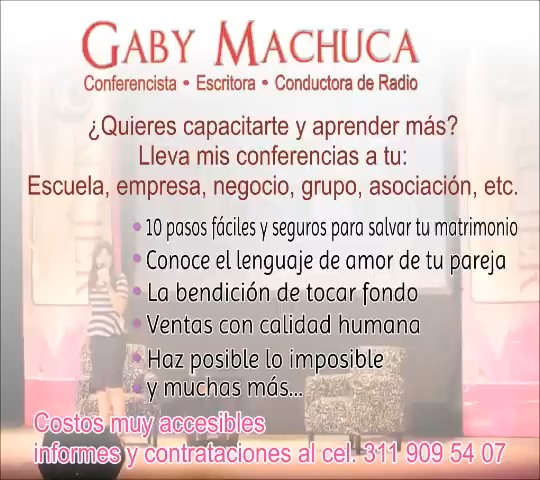 GABY MACHUCA
Conferencista • Escritora • Conductora de Radio
¿Quieres capacitarte y aprender más?
Lleva mis conferencias a tu:
Escuela, empresa, negocio, grupo, asociación, etc.
• 10 pasos fáciles y seguros para salvar tu matrimonio
• Conoce el lenguaje de amor de tu pareja
• La bendición de tocar fondo
• Ventas con calidad humana
• Haz posible lo imposible
• y muchas más...
Costos muy accesibles
informes y contrataciones al cel. 311 909 54 07